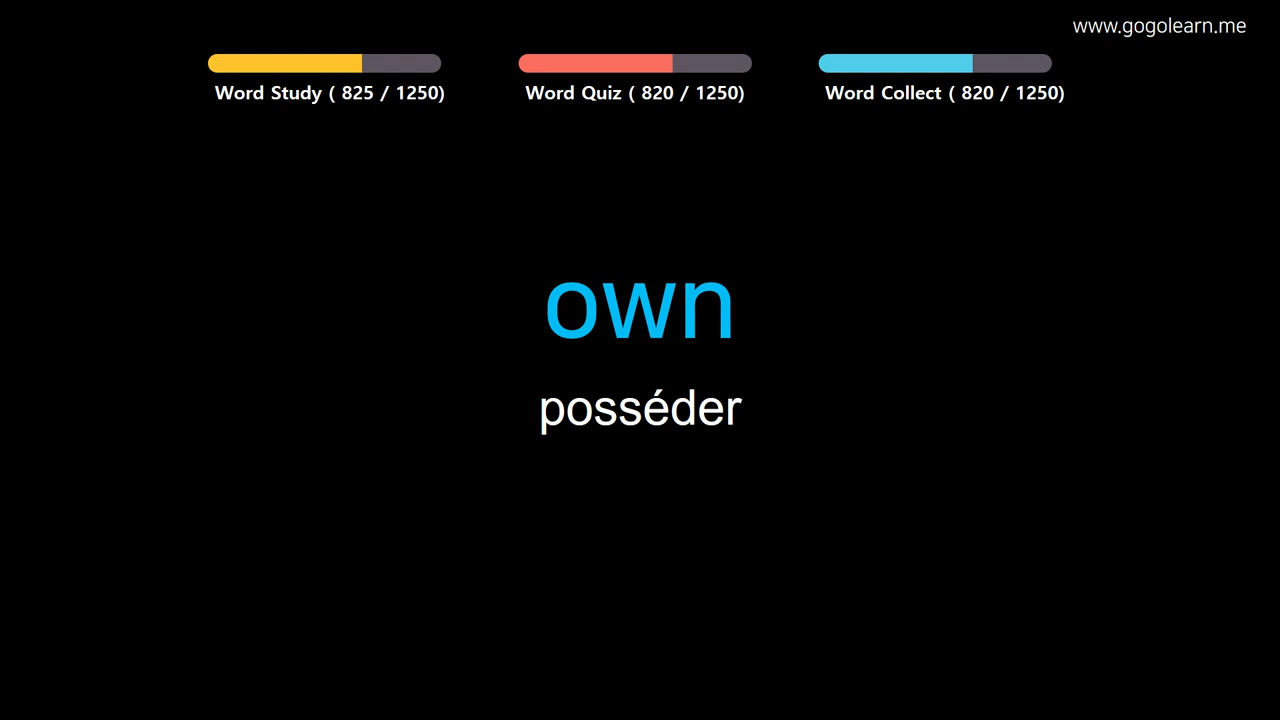 www.gogolearn.me
Word Study ( 825 / 1250)
Word Quiz ( 820 / 1250)
Word Collect ( 820 / 1250)
own
posséder